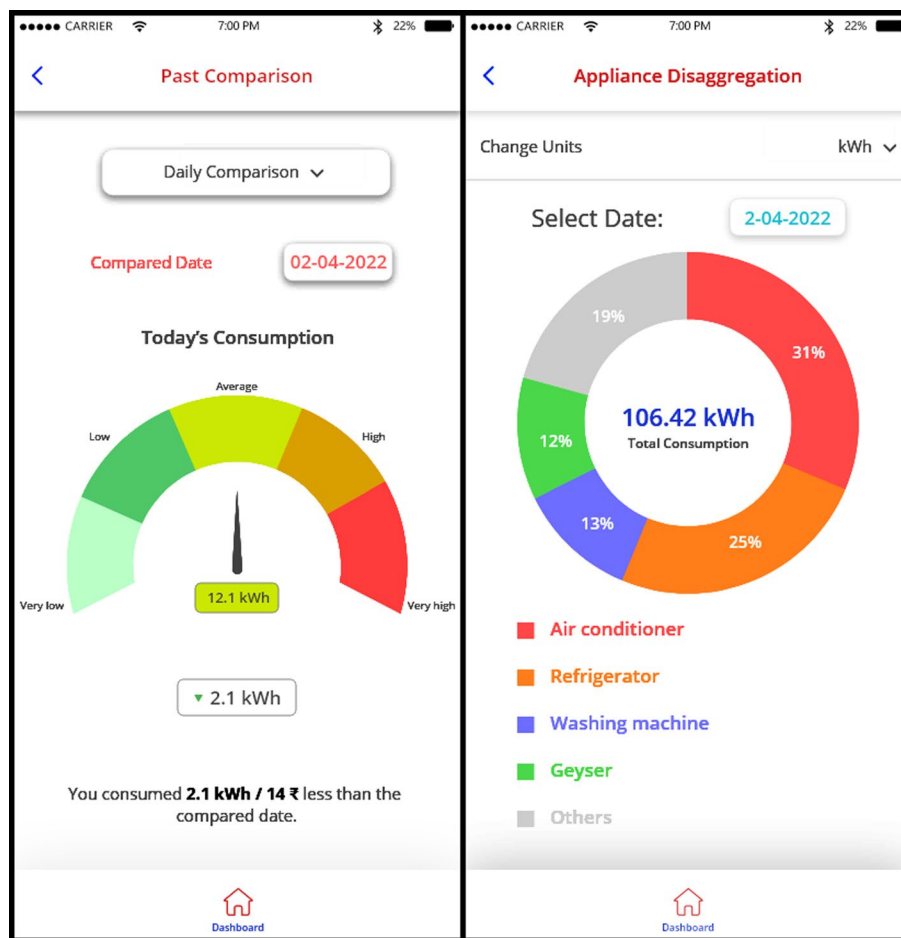 ●●●●● CARRIER 7:00 PM 22%
Past Comparison
Daily Comparison
Compared Date 02-04-2022
Today's Consumption
Average
Low
High
Very low
Very high
12.1 kWh
▼ 2.1 kWh
You consumed 2.1 kWh / 14 ₹ less than the
compared date.
Dashboard
●●●●● CARRIER 7:00 PM 22%
Appliance Disaggregation
Change Units kWh
Select Date: 2-04-2022
19%
31%
106.42 kWh
Total Consumption
12%
13%
25%
Air conditioner
Refrigerator
Washing machine
Geyser
Others
Dashboard